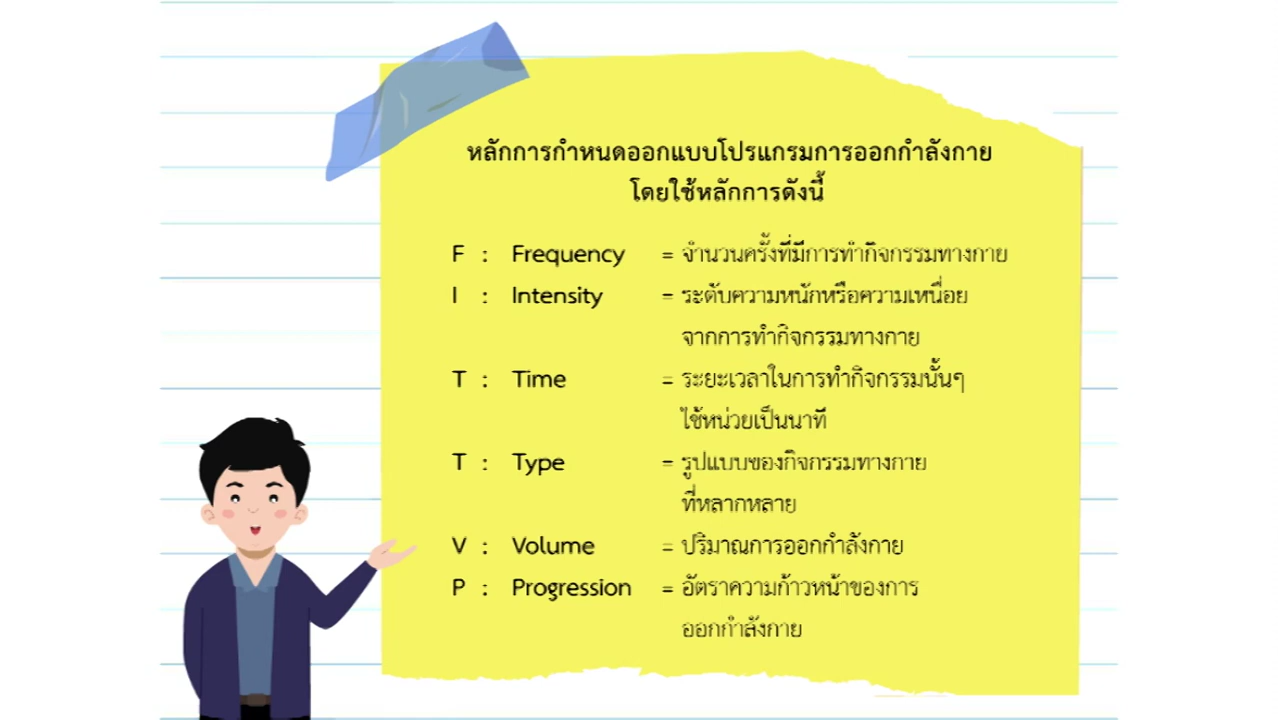 หลักการกำหนดออกแบบโปรแกรมการออกกำลังกาย
โดยใช้หลักการดังนี้
F : Frequency = จำนวนครั้งที่มีการทำกิจกรรมทางกาย
I : Intensity = ระดับความหนักหรือความเหนื่อย
จากการทำกิจกรรมทางกาย
T : Time = ระยะเวลาในการทำกิจกรรมนั้นๆ
ใช้หน่วยเป็นนาที
T : Type = รูปแบบของกิจกรรมทางกาย
ที่หลากหลาย
V : Volume = ปริมาณการออกกำลังกาย
P : Progression = อัตราความก้าวหน้าของการ
ออกกำลังกาย